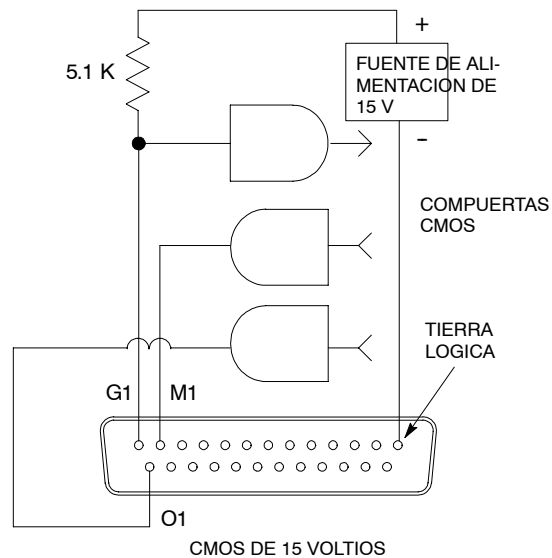 +
5.1 K
FUENTE DE ALI-
MENTACION DE
15 V
-
COMPUERTAS
CMOS
TIERRA
LOGICA
G1 M1
O1
CMOS DE 15 VOLTIOS